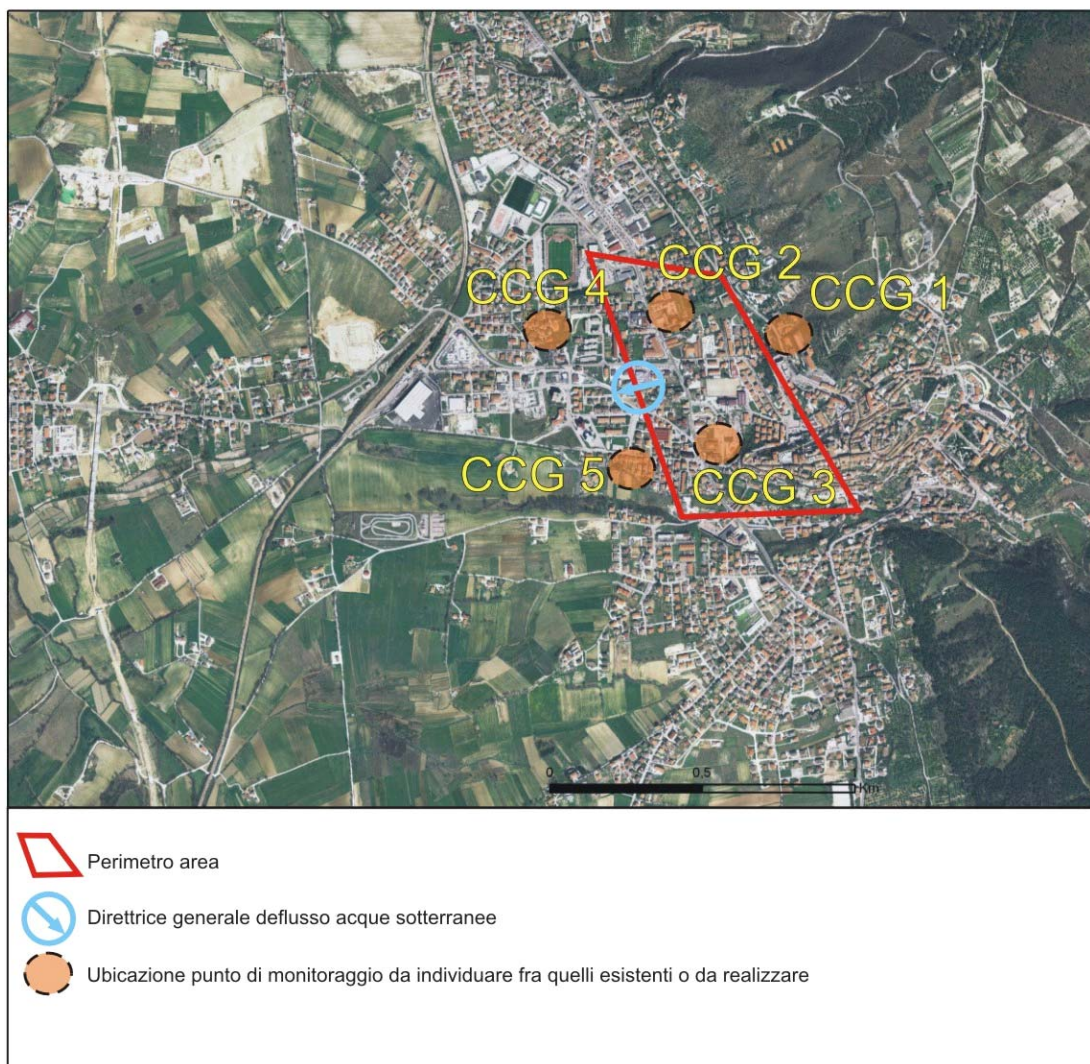 CCG 2
CCG 4
CCG 1
CCG 5
CCG 3
0 0,5 1
Km
Perimetro area
Direttrice generale deflusso acque sotterranee
Ubicazione punto di monitoraggio da individuare fra quelli esistenti o da realizzare